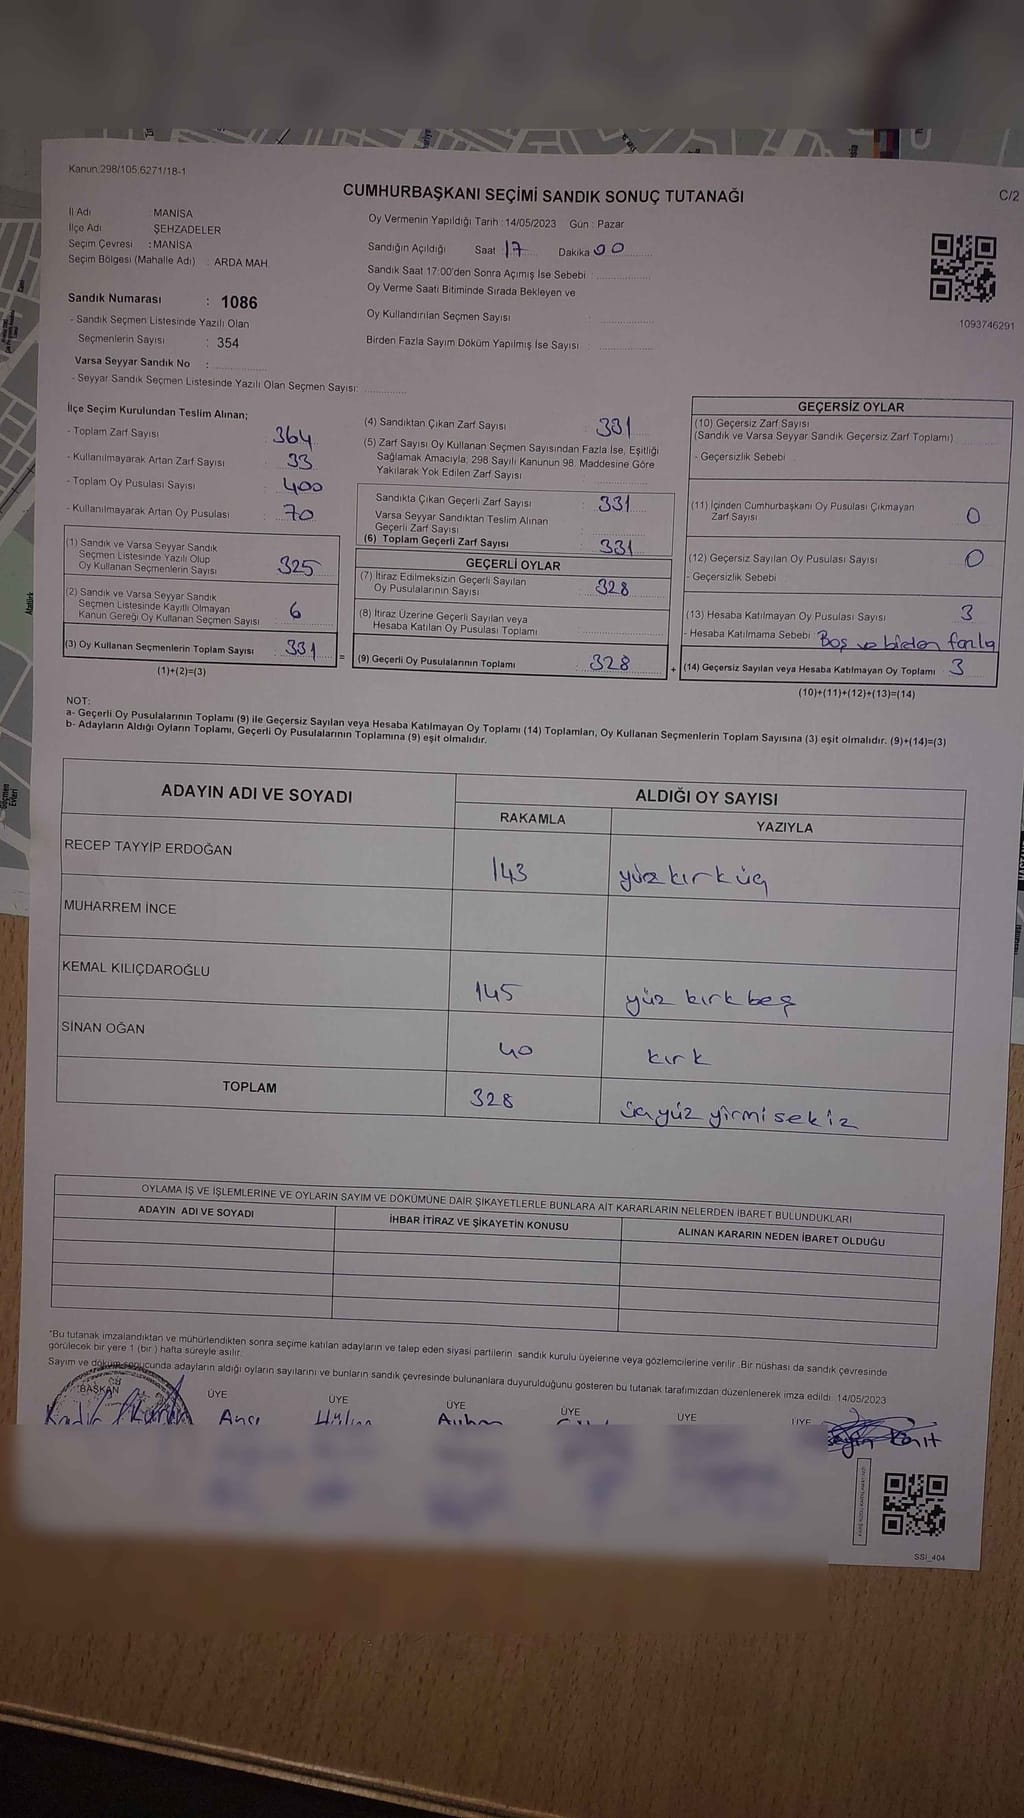 Kanun.298/105,6271/18-1
CUMHURBAŞKANI SEÇİMİ SANDIK SONUÇ TUTANAĞI
C/2
İl Adı : MANİSA
İlçe Adı : ŞEHZADELER
Seçim Çevresi : MANİSA
Seçim Bölgesi (Mahalle Adı) : ARDA MAH.
Oy Vermenin Yapıldığı Tarih : 14/05/2023 Gün : Pazar
Sandığın Açıldığı Saat 17 Dakika 00
Sandık Saat 17:00'den Sonra Açımış İse Sebebi :
Oy Verme Saati Bitiminde Sırada Bekleyen ve
Oy Kullandırılan Seçmen Sayısı :
Birden Fazla Sayım Döküm Yapılmış İse Sayısı :
1093746291
Sandık Numarası : 1086
- Sandık Seçmen Listesinde Yazılı Olan
Seçmenlerin Sayısı : 354
Varsa Seyyar Sandık No :
- Seyyar Sandık Seçmen Listesinde Yazılı Olan Seçmen Sayısı:
İlçe Seçim Kurulundan Teslim Alınan;
- Toplam Zarf Sayısı : 364
- Kullanılmayarak Artan Zarf Sayısı : 33
- Toplam Oy Pusulası Sayısı : 400
- Kullanılmayarak Artan Oy Pusulası : 70
(1) Sandık ve Varsa Seyyar Sandık
Seçmen Listesinde Yazılı Olup
Oy Kullanan Seçmenlerin Sayısı : 325
(2) Sandık ve Varsa Seyyar Sandık
Seçmen Listesinde Kayıtlı Olmayan
Kanun Gereği Oy Kullanan Seçmen Sayısı : 6
(3) Oy Kullanan Seçmenlerin Toplam Sayısı : 331
(1)+(2)=(3)
(4) Sandıktan Çıkan Zarf Sayısı : 331
(5) Zarf Sayısı Oy Kullanan Seçmen Sayısından Fazla İse, Eşitliği
Sağlamak Amacıyla; 298 Sayılı Kanunun 98. Maddesine Göre
Yakılarak Yok Edilen Zarf Sayısı :
Sandıkta Çıkan Geçerli Zarf Sayısı : 331
Varsa Seyyar Sandıktan Teslim Alınan
Geçerli Zarf Sayısı :
(6) Toplam Geçerli Zarf Sayısı : 331
GEÇERLİ OYLAR
(7) İtiraz Edilmeksizin Geçerli Sayılan
Oy Pusulalarının Sayısı : 328
(8) İtiraz Üzerine Geçerli Sayılan veya
Hesaba Katılan Oy Pusulası Toplamı :
= (9) Geçerli Oy Pusulalarının Toplamı : 328
GEÇERSİZ OYLAR
(10) Geçersiz Zarf Sayısı
(Sandık ve Varsa Seyyar Sandık Geçersiz Zarf Toplamı)
- Geçersizlik Sebebi :
(11) İçinden Cumhurbaşkanı Oy Pusulası Çıkmayan
Zarf Sayısı : 0
(12) Geçersiz Sayılan Oy Pusulası Sayısı : 0
- Geçersizlik Sebebi :
(13) Hesaba Katılmayan Oy Pusulası Sayısı : 3
- Hesaba Katılmama Sebebi : Boş ve birden fazla
+ (14) Geçersiz Sayılan veya Hesaba Katılmayan Oy Toplamı : 3
(10)+(11)+(12)+(13)=(14)
NOT:
a- Geçerli Oy Pusulalarının Toplamı (9) ile Geçersiz Sayılan veya Hesaba Katılmayan Oy Toplamı (14) Toplamları, Oy Kullanan Seçmenlerin Toplam Sayısına (3) eşit olmalıdır. (9)+(14)=(3)
b- Adayların Aldığı Oyların Toplamı, Geçerli Oy Pusulalarının Toplamına (9) eşit olmalıdır.
ADAYIN ADI VE SOYADI
ALDIĞI OY SAYISI
RAKAMLA YAZIYLA
RECEP TAYYİP ERDOĞAN 143 yüz kırk üç
MUHARREM İNCE
KEMAL KILIÇDAROĞLU 145 yüz kırk beş
SİNAN OĞAN 40 kırk
TOPLAM 328 üçyüz yirmi sekiz
OYLAMA İŞ VE İŞLEMLERİNE VE OYLARIN SAYIM VE DÖKÜMÜNE DAİR ŞİKAYETLERLE BUNLARA AİT KARARLARIN NELERDEN İBARET BULUNDUKLARI
ADAYIN ADI VE SOYADI İHBAR İTİRAZ VE ŞİKAYETİN KONUSU ALINAN KARARIN NEDEN İBARET OLDUĞU
*Bu tutanak imzalandıktan ve mühürlendikten sonra seçime katılan adayların ve talep eden siyasi partilerin sandık kurulu üyelerine veya gözlemcilerine verilir. Bir nüshası da sandık çevresinde
görülecek bir yere 1 (bir) hafta süreyle asılır.
Sayım ve döküm sonucunda adayların aldığı oyların sayılarını ve bunların sandık çevresinde bulunanlara duyurulduğunu gösteren bu tutanak tarafımızdan düzenlenerek imza edildi. 14/05/2023
BAŞKAN ÜYE ÜYE ÜYE ÜYE ÜYE ÜYE
Kadir
SSİ_404